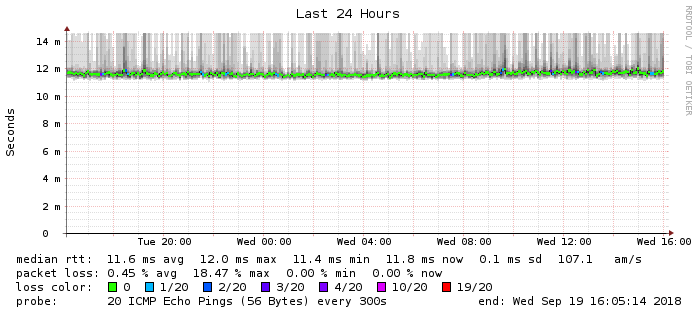 Last 24 Hours
RRDTOOL / TOBI OETIKER
Seconds
14 m
12 m
10 m
8 m
6 m
4 m
2 m
0
Tue 20:00 Wed 00:00 Wed 04:00 Wed 08:00 Wed 12:00 Wed 16:00
median rtt: 11.6 ms avg 12.0 ms max 11.4 ms min 11.8 ms now 0.1 ms sd 107.1 am/s
packet loss: 0.45 % avg 18.47 % max 0.00 % min 0.00 % now
loss color: 0 1/20 2/20 3/20 4/20 10/20 19/20
probe: 20 ICMP Echo Pings (56 Bytes) every 300s end: Wed Sep 19 16:05:14 2018